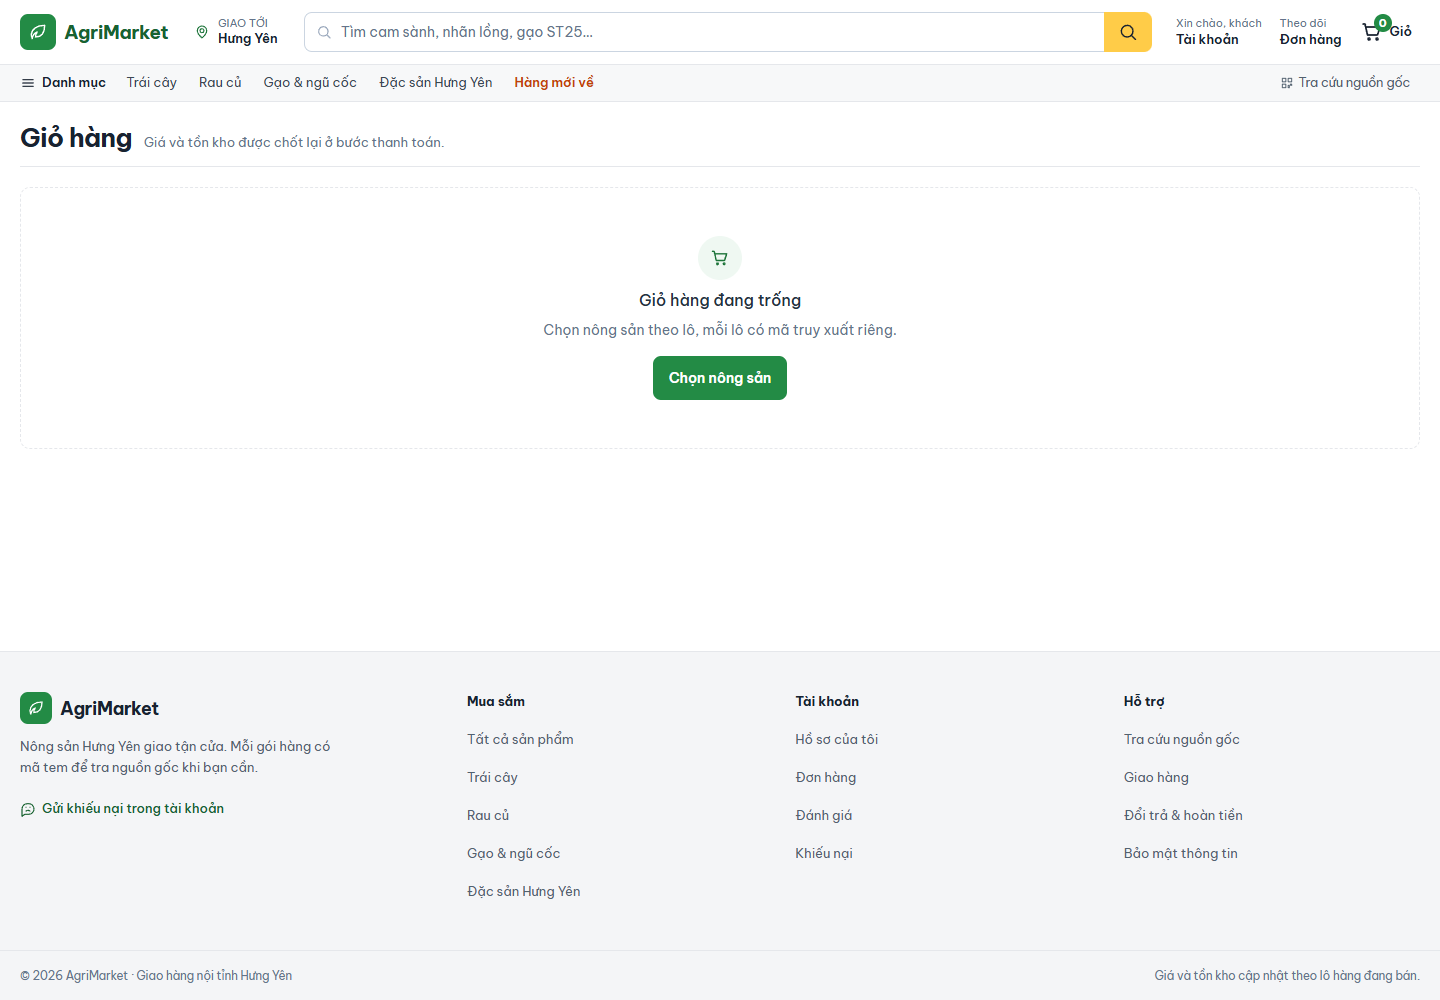 AgriMarket
GIAO TỚI
Hưng Yên
Tìm cam sành, nhãn lồng, gạo ST25...
Xin chào, khách
Tài khoản
Theo dõi
Đơn hàng
0
Giỏ
Danh mục
Trái cây
Rau củ
Gạo & ngũ cốc
Đặc sản Hưng Yên
Hàng mới về
Tra cứu nguồn gốc
Giỏ hàng
Giá và tồn kho được chốt lại ở bước thanh toán.
Giỏ hàng đang trống
Chọn nông sản theo lô, mỗi lô có mã truy xuất riêng.
Chọn nông sản
AgriMarket
Nông sản Hưng Yên giao tận cửa. Mỗi gói hàng có
mã tem để tra nguồn gốc khi bạn cần.
Gửi khiếu nại trong tài khoản
Mua sắm
Tất cả sản phẩm
Trái cây
Rau củ
Gạo & ngũ cốc
Đặc sản Hưng Yên
Tài khoản
Hồ sơ của tôi
Đơn hàng
Đánh giá
Khiếu nại
Hỗ trợ
Tra cứu nguồn gốc
Giao hàng
Đổi trả & hoàn tiền
Bảo mật thông tin
© 2026 AgriMarket · Giao hàng nội tỉnh Hưng Yên
Giá và tồn kho cập nhật theo lô hàng đang bán.